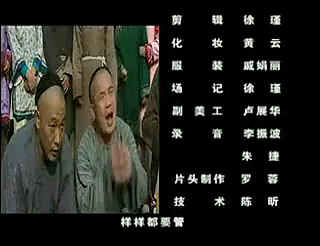 剪辑 徐瑾
化妆 黄云
服装 戚娟丽
场记 徐瑾
副美工 卢展华
录音 李振波
朱捷
片头制作 罗蓉
技术 陈昕
样样都要管